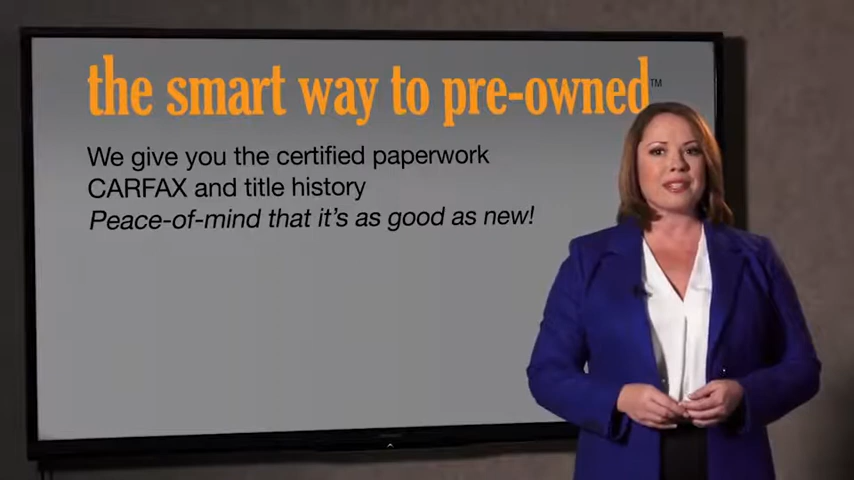 the smart way to pre-owned™
We give you the certified paperwork
CARFAX and title history
Peace-of-mind that it's as good as new!